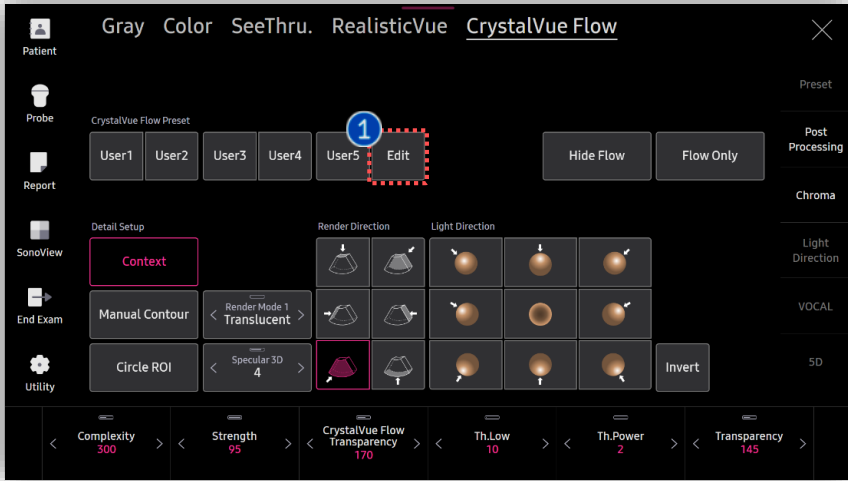 Patient
Gray Color SeeThru. RealisticVue CrystalVue Flow
Probe
Report
SonoView
End Exam
Utility
CrystalVue Flow Preset
1
User1 User2 User3 User4 User5 Edit Hide Flow Flow Only
Detail Setup Render Direction Light Direction
Context
Manual Contour
Render Mode 1
< Translucent >
Circle ROI
Specular 3D
< 4 >
Invert
Preset
Post
Processing
Chroma
Light
Direction
VOCAL
5D
< Complexity >
300
< Strength >
95
CrystalVue Flow
< Transparency >
170
< Th.Low >
10
< Th.Power >
2
< Transparency >
145